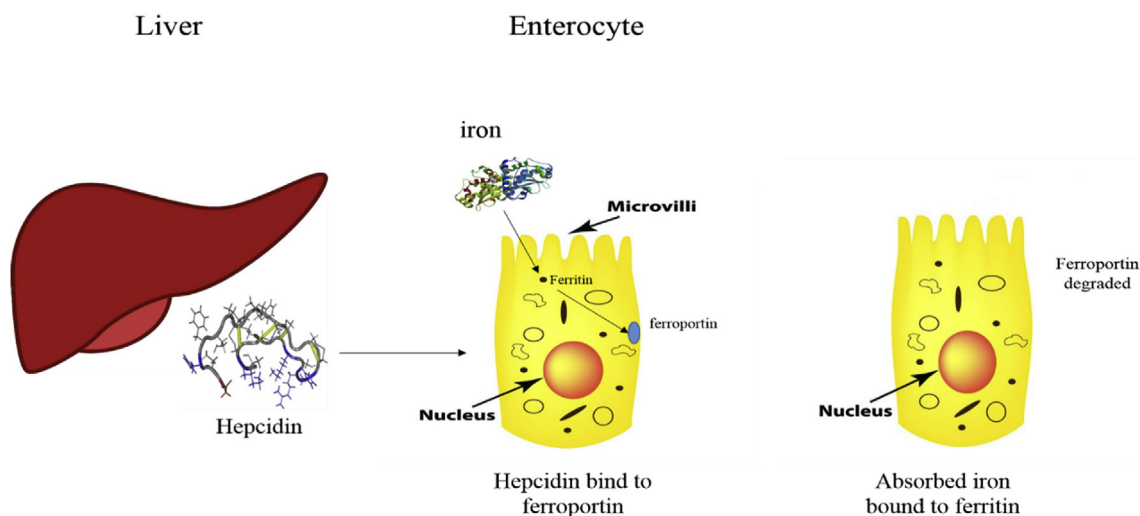 Liver
Enterocyte
iron
Microvilli
Ferritin
ferroportin
Nucleus
Hepcidin
Hepcidin bind to
ferroportin
Ferroportin
degraded
Nucleus
Absorbed iron
bound to ferritin